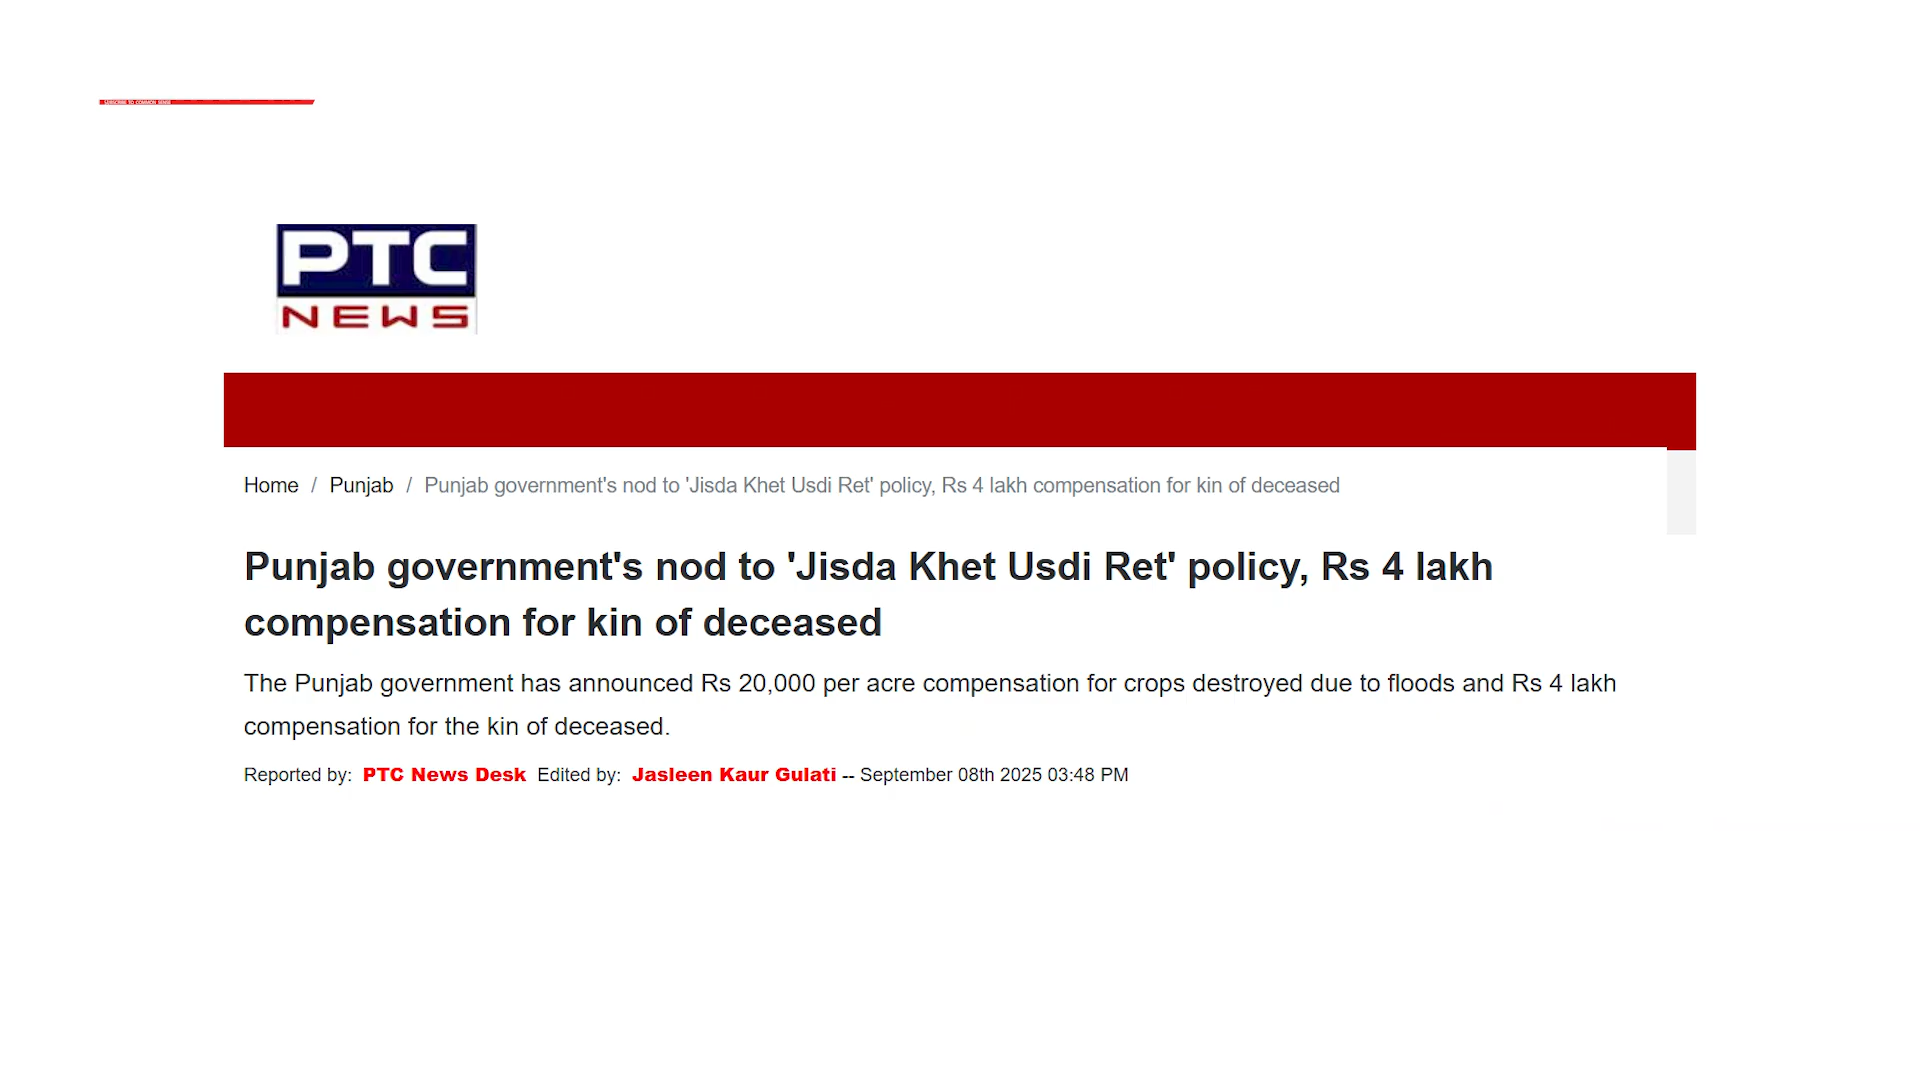 SUBSCRIBE TO COMMON SENSE
PTC
NEWS
Home / Punjab / Punjab government's nod to 'Jisda Khet Usdi Ret' policy, Rs 4 lakh compensation for kin of deceased
Punjab government's nod to 'Jisda Khet Usdi Ret' policy, Rs 4 lakh
compensation for kin of deceased
The Punjab government has announced Rs 20,000 per acre compensation for crops destroyed due to floods and Rs 4 lakh
compensation for the kin of deceased.
Reported by: PTC News Desk Edited by: Jasleen Kaur Gulati -- September 08th 2025 03:48 PM